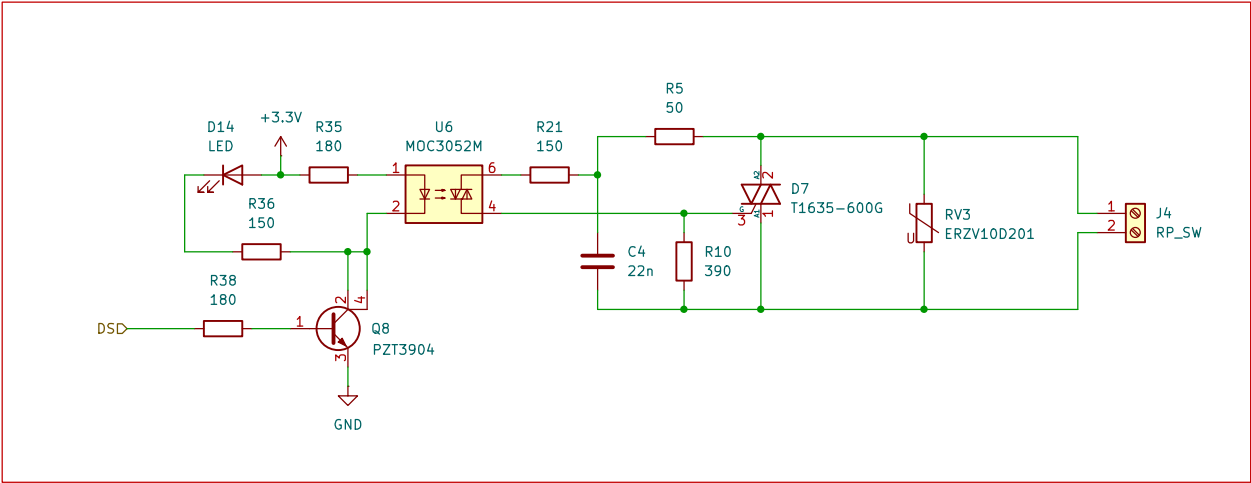 R5
50
+3.3V
D14
LED
R35
180
U6
MOC3052M
R21
150
1
6
2
4
R36
150
A2
2
D7
T1635-600G
G
3
A1
1
RV3
ERZV10D201
U
1
2
J4
RP_SW
C4
22n
R10
390
R38
180
2
4
DSD
1
Q8
PZT3904
3
GND